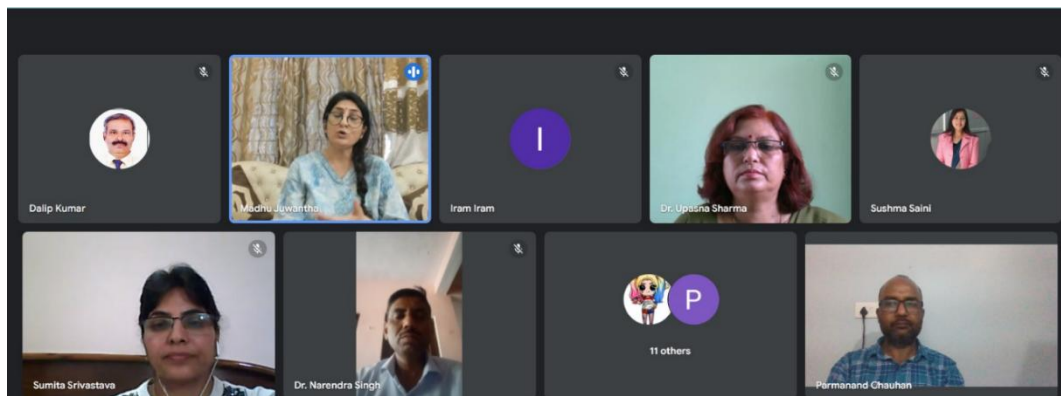 Dalip Kumar
Madhu Juwantha
I
Iram Iram
Dr. Upasna Sharma
Sushma Saini
Sumita Srivastava
Dr. Narendra Singh
P
11 others
Parmanand Chauhan